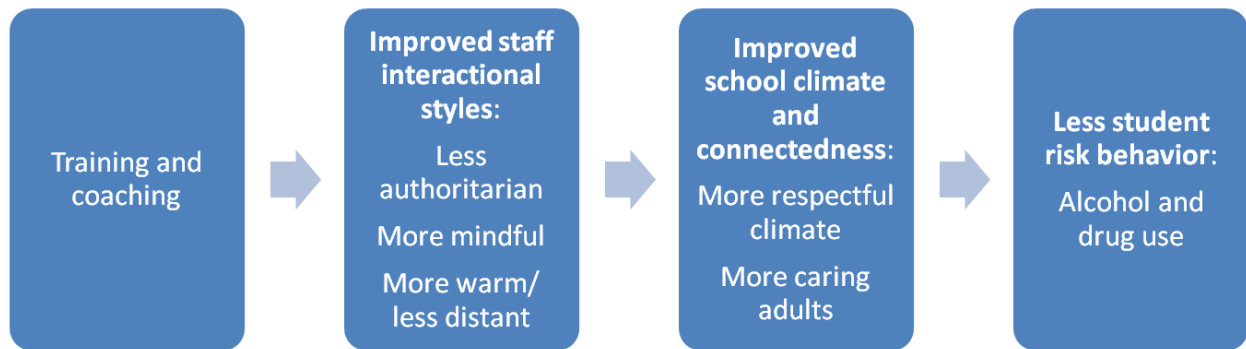 Training and
coaching
Improved staff
interactional
styles:
Less
authoritarian
More mindful
More warm/
less distant
Improved
school climate
and
connectedness:
More respectful
climate
More caring
adults
Less student
risk behavior:
Alcohol and
drug use